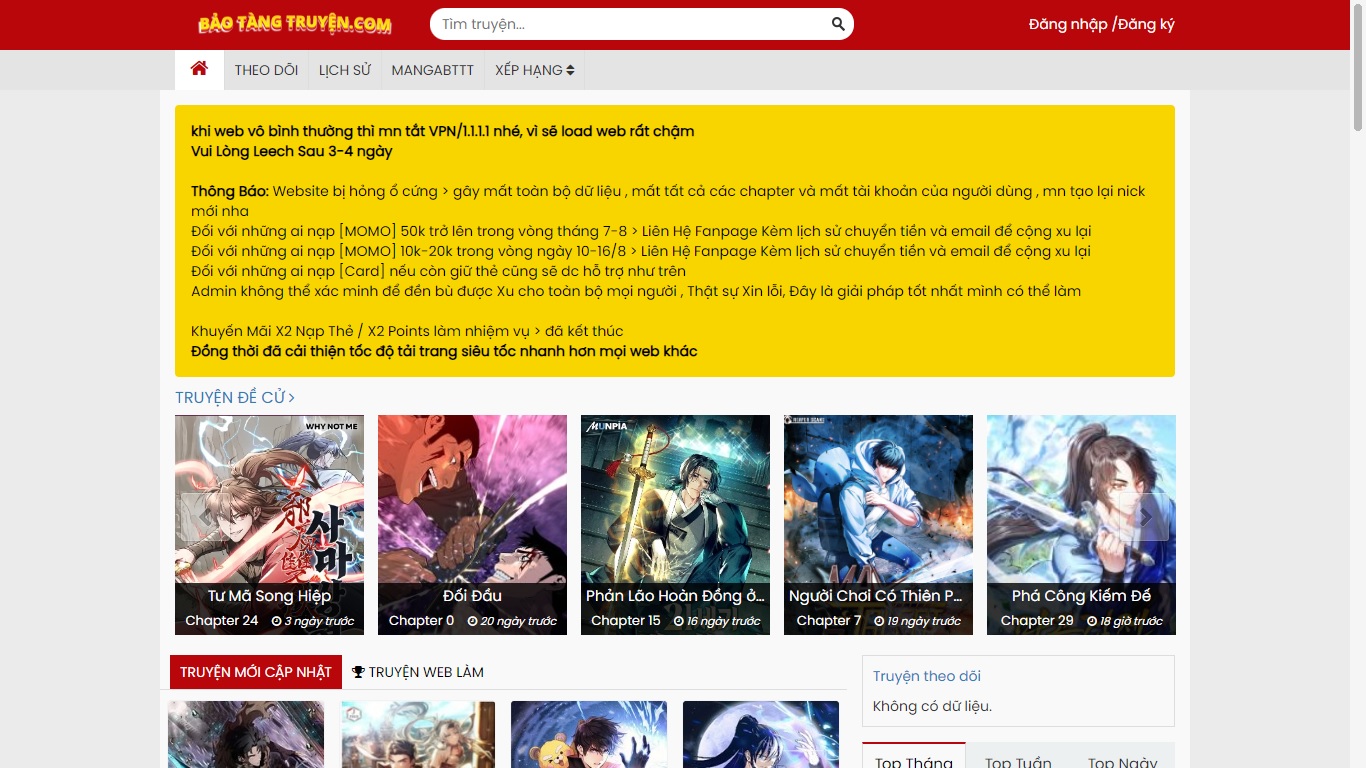 BẢO TÀNG TRUYỆN.COM
Tìm truyện...
Đăng nhập /Đăng ký
THEO DÕI
LỊCH SỬ
MANGABTTT
XẾP HẠNG
khi web vô bình thường thì mn tắt VPN/1.1.1.1 nhé, vì sẽ load web rất chậm
Vui Lòng Leech Sau 3-4 ngày
Thông Báo: Website bị hỏng ổ cứng > gây mất toàn bộ dữ liệu , mất tất cả các chapter và mất tài khoản của người dùng , mn tạo lại nick
mới nha
Đối với những ai nạp [MOMO] 50k trở lên trong vòng tháng 7-8 > Liên Hệ Fanpage Kèm lịch sử chuyển tiền và email để cộng xu lại
Đối với những ai nạp [MOMO] 10k-20k trong vòng ngày 10-16/8 > Liên Hệ Fanpage Kèm lịch sử chuyển tiền và email để cộng xu lại
Đối với những ai nạp [Card] nếu còn giữ thẻ cũng sẽ dc hỗ trợ như trên
Admin không thể xác minh để đền bù được Xu cho toàn bộ mọi người , Thật sự Xin lỗi, Đây là giải pháp tốt nhất mình có thể làm
Khuyến Mãi X2 Nạp Thẻ / X2 Points làm nhiệm vụ > đã kết thúc
Đồng thời đã cải thiện tốc độ tải trang siêu tốc nhanh hơn mọi web khác
TRUYỆN ĐỀ CỬ
WHY NOT ME
사마
Tư Mã Song Hiệp
Chapter 24 3 ngày trước
Đối Đầu
Chapter 0 20 ngày trước
MUNPIA
Phản Lão Hoàn Đồng ở...
Chapter 15 16 ngày trước
Người Chơi Có Thiên P...
Chapter 7 19 ngày trước
Phá Công Kiếm Đế
Chapter 29 18 giờ trước
TRUYỆN MỚI CẬP NHẬT
TRUYỆN WEB LÀM
Truyện theo dõi
Không có dữ liệu.
Top Tháng
Top Tuần
Top Ngày